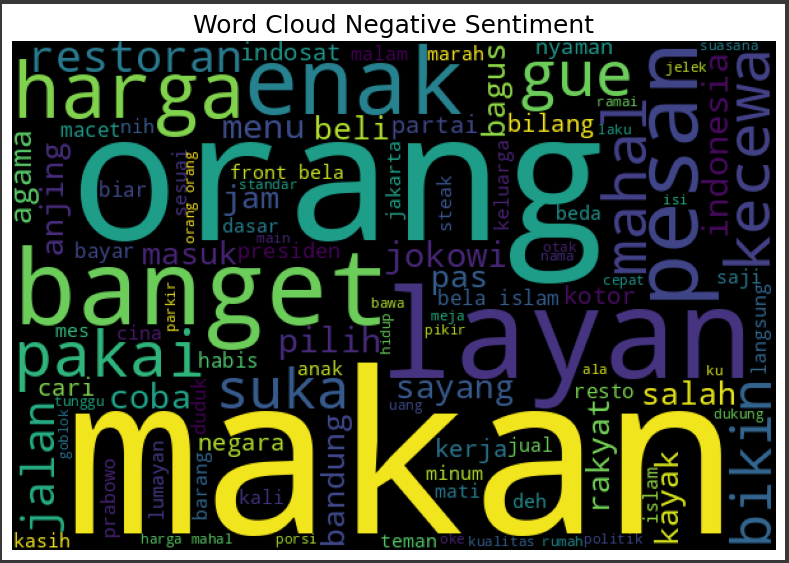 Word Cloud Negative Sentiment
restoran
indosat
malam
marah
nyaman
suasana
harga
enak
bagus
gue
jelek
ramai
pesan
kecewa
macet
nih
menu
beli
partai
bilang
laku
mahal
indonesia
agama
anjing
orang
biar
sesuai
orang orang
front bela
standar
jam
dasar
jakarta
steak
keluarga
beda
isi
bayar
masuk
main
presiden
jokowi
otak
nama
banget
parkir
pas
bela islam
kotor
cepat
saji
langsung
bawa
mes
cina
pilih
hidup
meja
pikir
layan
pakai
habis
anak
ala
ku
cari
tunggu
coba
duduk
suka
uang
sayang
resto
salah
dukung
jalan
goblok
makan
negara
bandung
kerja
jual
rakyat
bikin
prabowo
lumayan
barang
kali
minum
mati
deh
islam
kayak
kasih
harga mahal
porsi
teman
oke
kualitas
rumah
politik